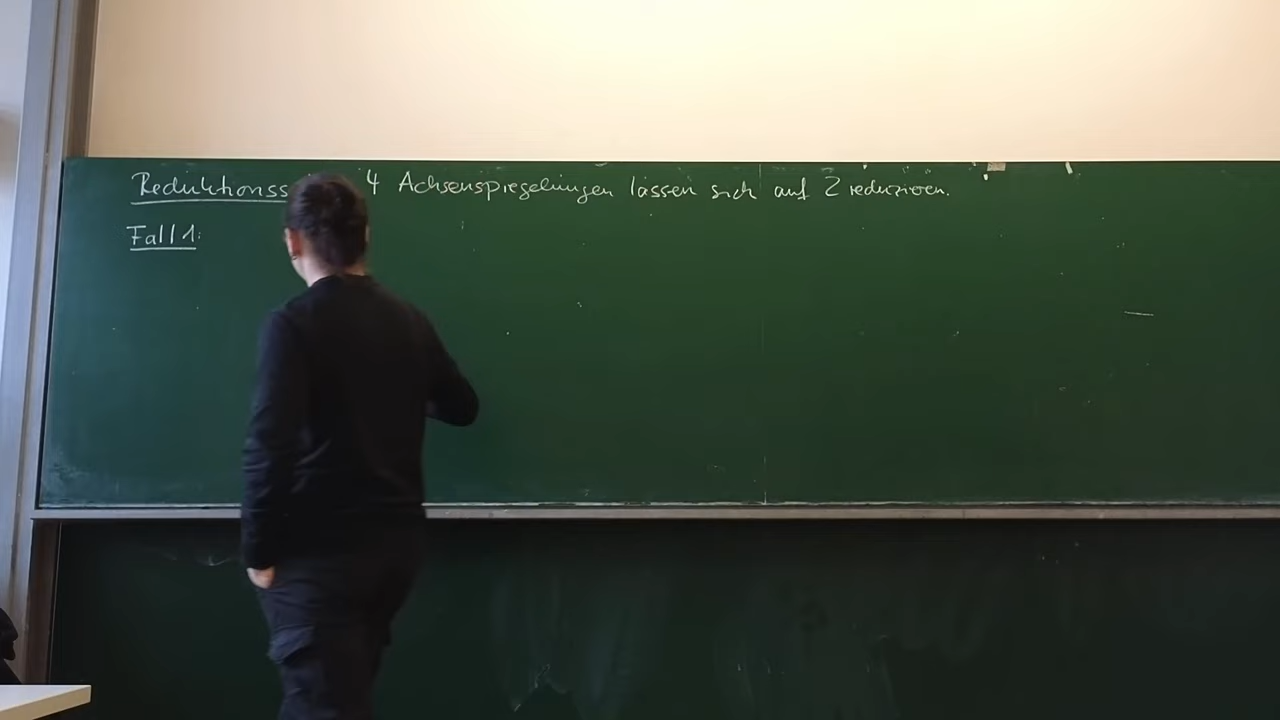 Reduktionss 4 Achsenspiegelungen lassen sich auf 2 reduzieren.
Fall 1: